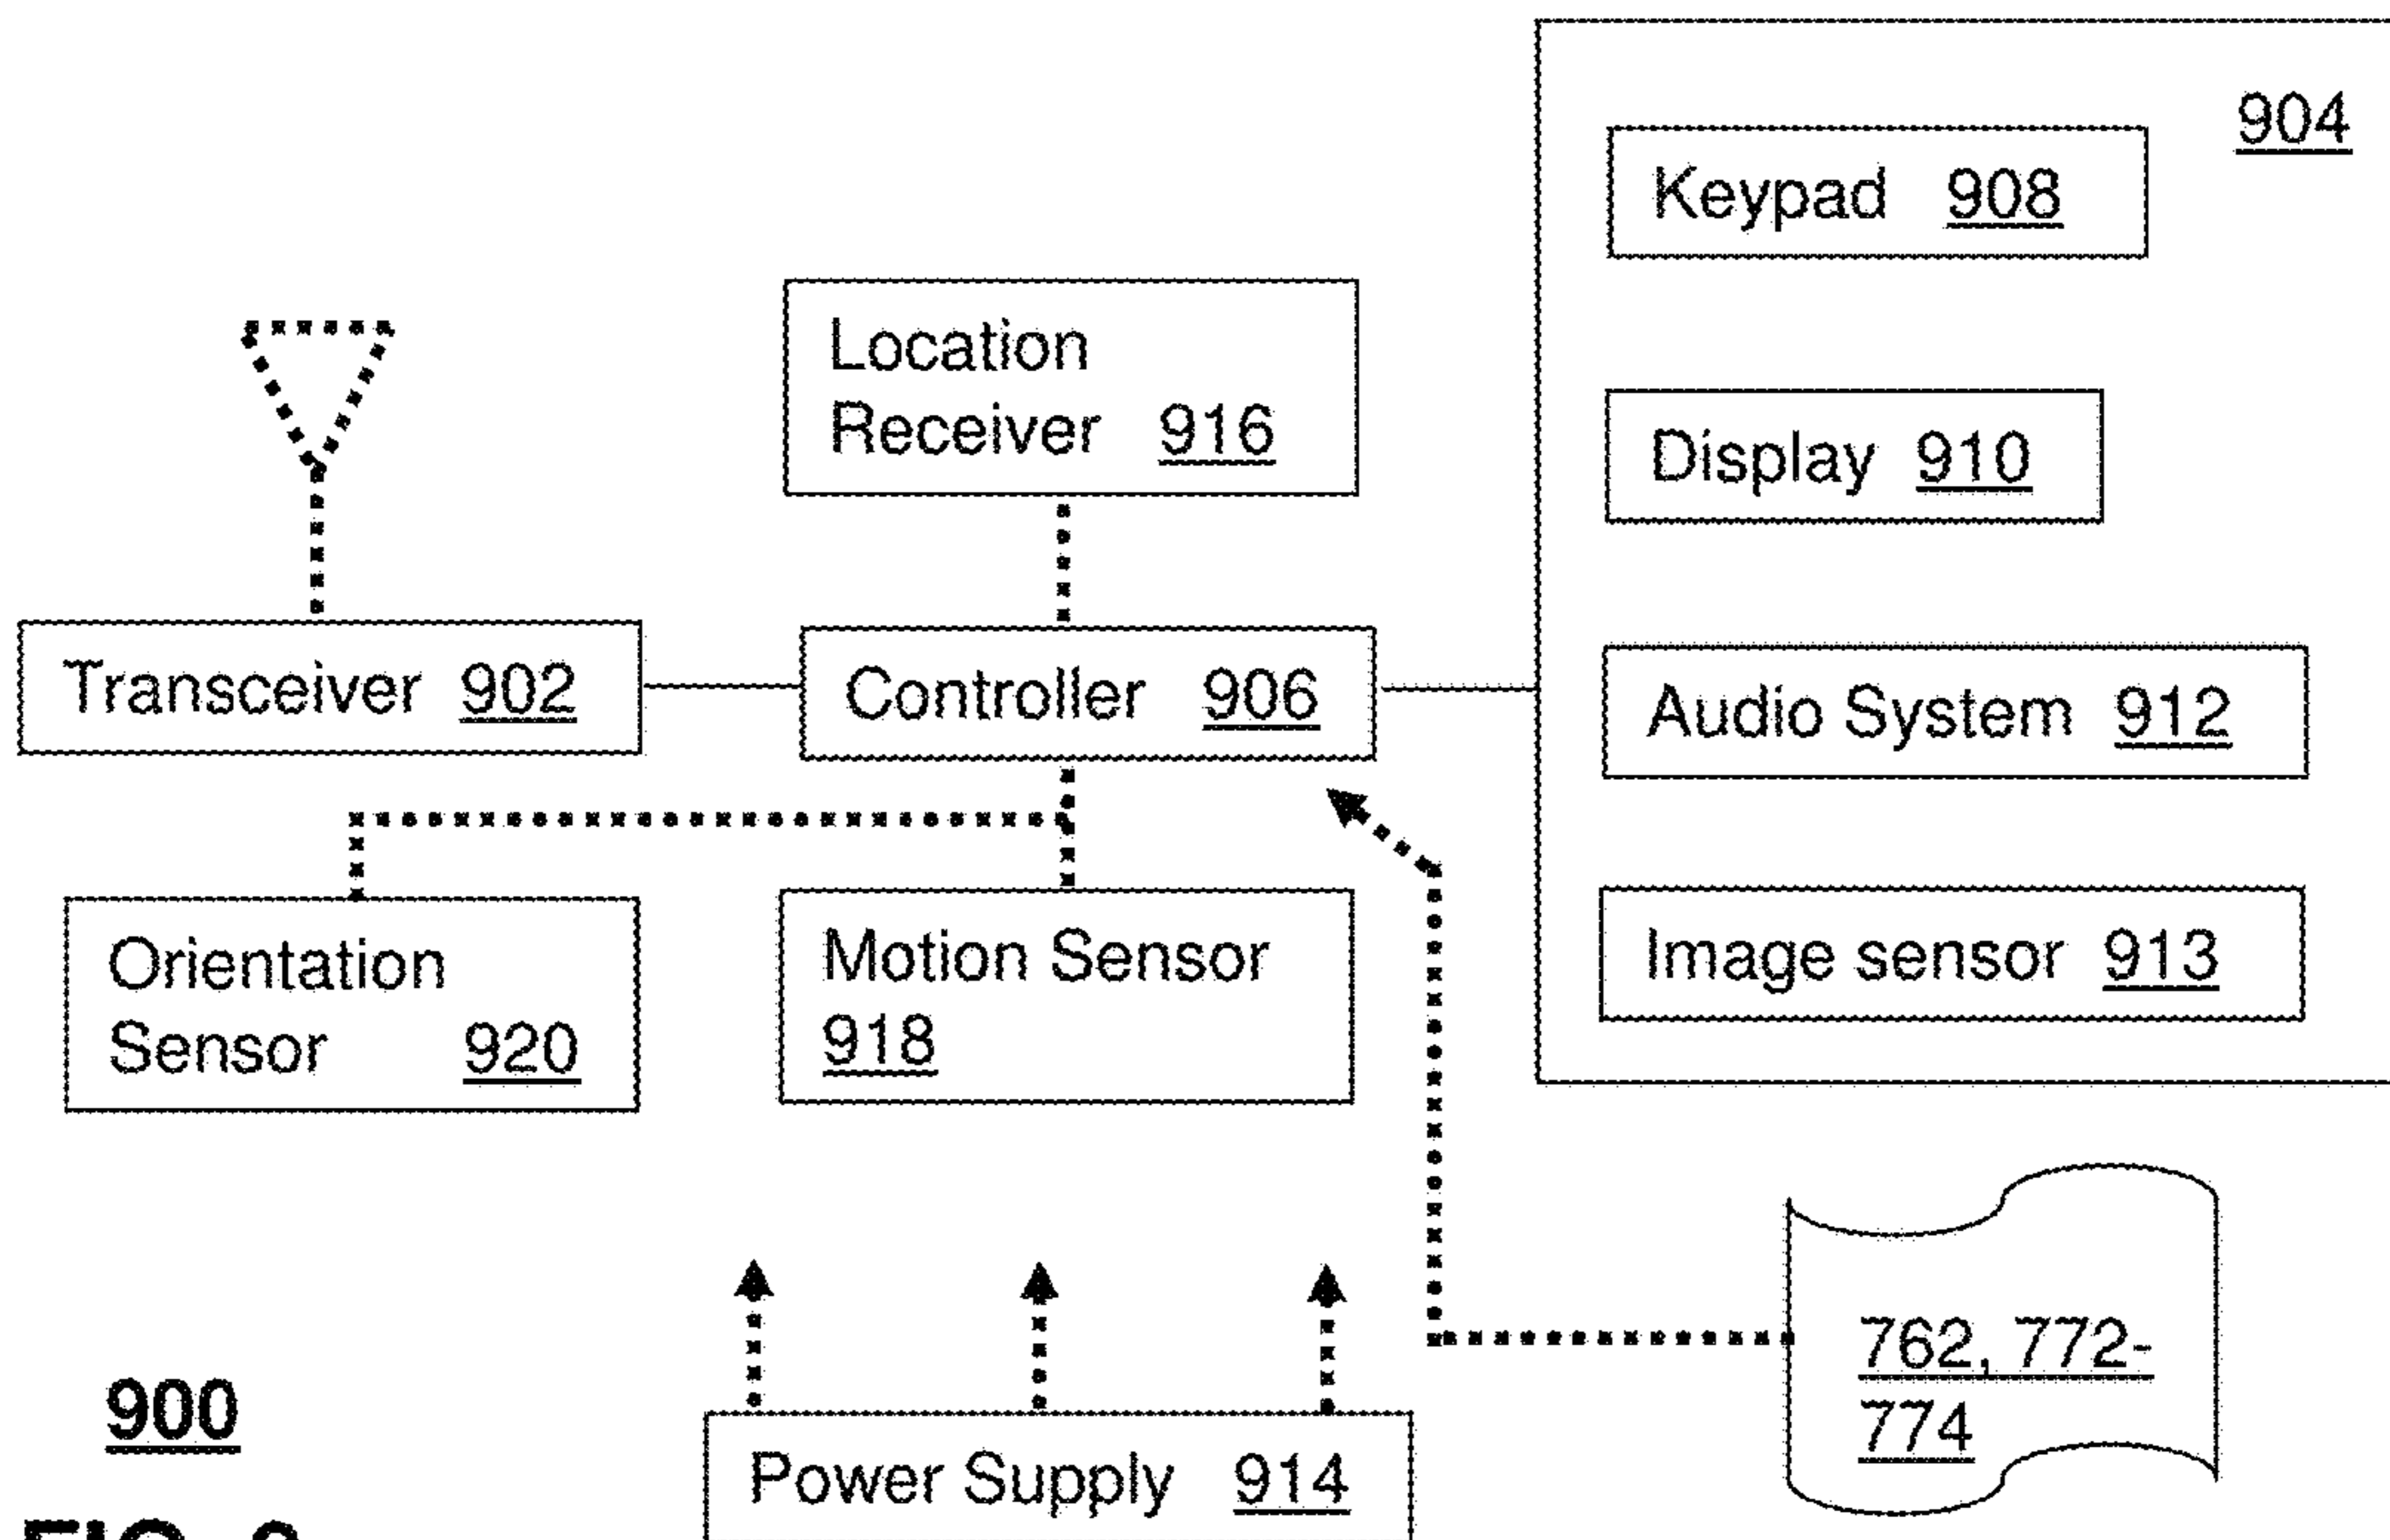 904
Keypad 908
Location
Receiver 916
Display 910
Transceiver 902
Controller 906
Audio System 912
Orientation
Sensor 920
Motion Sensor
918
Image sensor 913
762, 772-
774
900
Power Supply 914
FIG.